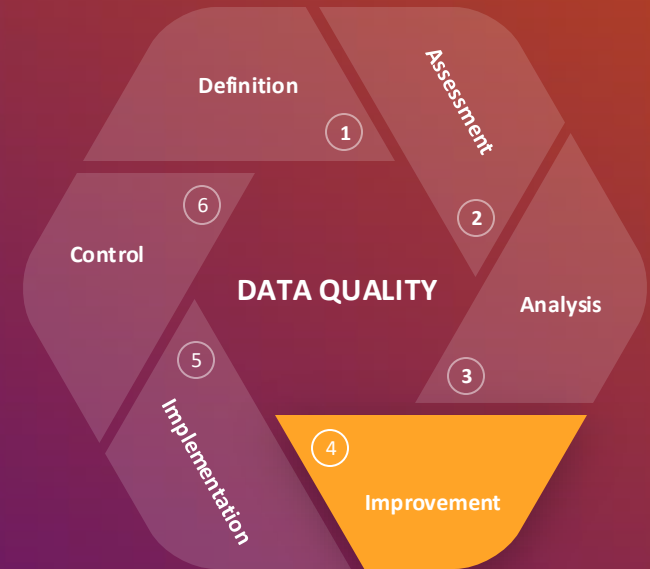 Definition
1
Assessment
2
Analysis
3
Improvement
4
Implementation
5
Control
6
DATA QUALITY